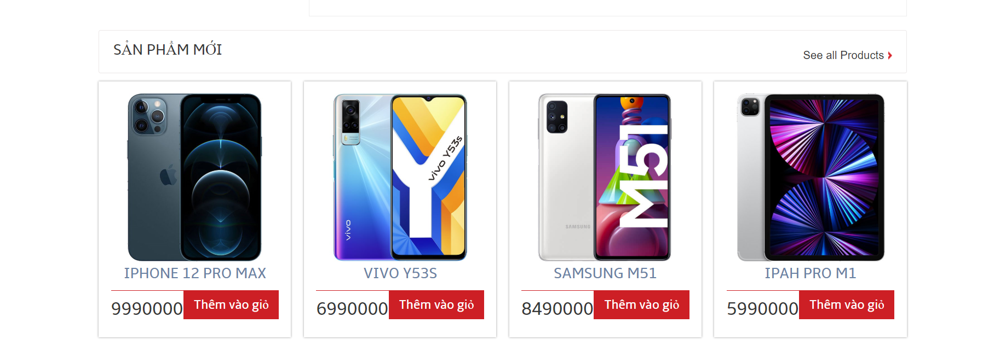 SẢN PHẨM MỚI
See all Products
vivo
vivo Y53s
SAMSUNG
M51
IPHONE 12 PRO MAX
VIVO Y53S
SAMSUNG M51
IPAH PRO M1
9990000 Thêm vào giỏ
6990000 Thêm vào giỏ
8490000 Thêm vào giỏ
5990000 Thêm vào giỏ